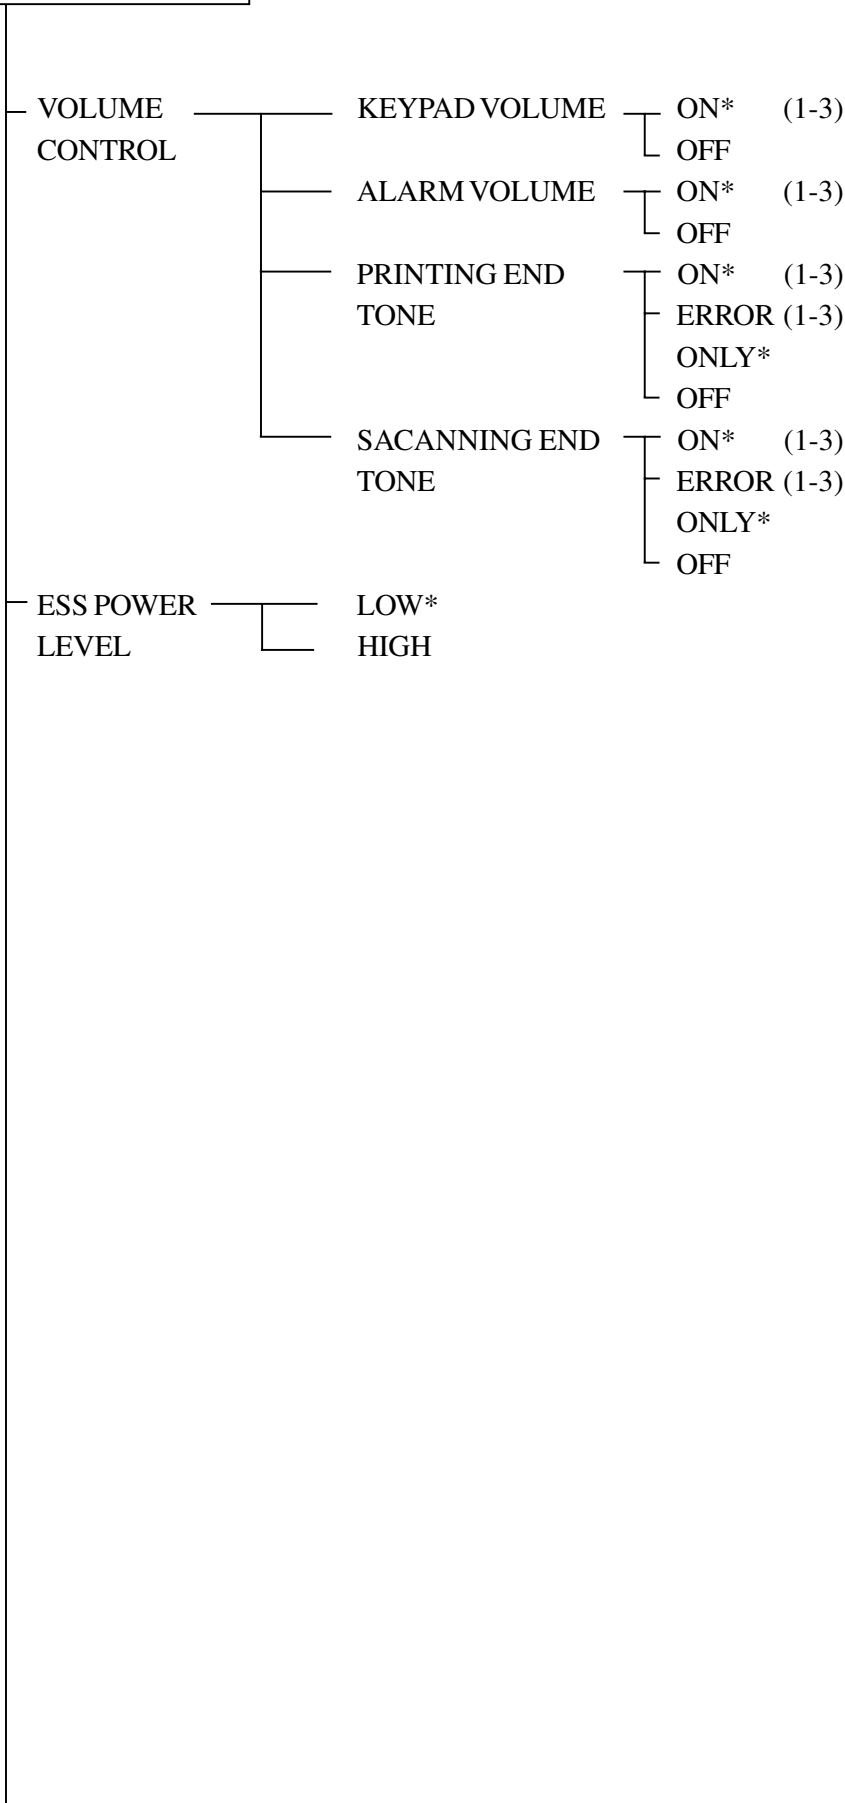 VOLUME KEYPAD VOLUME ON* (1-3)
CONTROL OFF
ALARM VOLUME ON* (1-3)
OFF
PRINTING END ON* (1-3)
TONE ERROR (1-3)
ONLY*
OFF
SACANNING END ON* (1-3)
TONE ERROR (1-3)
ONLY*
OFF
ESS POWER LOW*
LEVEL HIGH